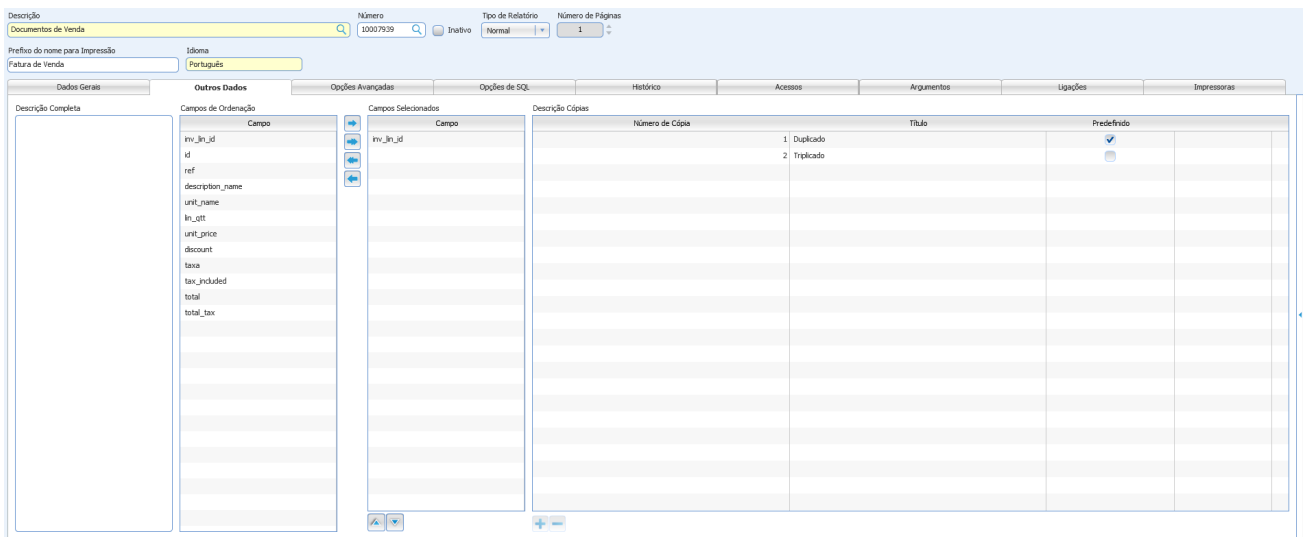 Descrição Número Tipo de Relatório Número de Páginas
Documentos de Venda 10007939 Inativo Normal 1
Prefixo do nome para Impressão Idioma
Fatura de Venda Português
Dados Gerais Outros Dados Opções Avançadas Opções de SQL Histórico Acessos Argumentos Ligações Impressoras
Descrição Completa Campos de Ordenação Campos Selecionados Descrição Cópias
Campo Campo Número de Cópia Título Predefinido
inv_lin_id inv_lin_id 1 Duplicado
id 2 Triplicado
ref
description_name
unit_name
lin_qtt
unit_price
discount
taxa
tax_included
total
total_tax